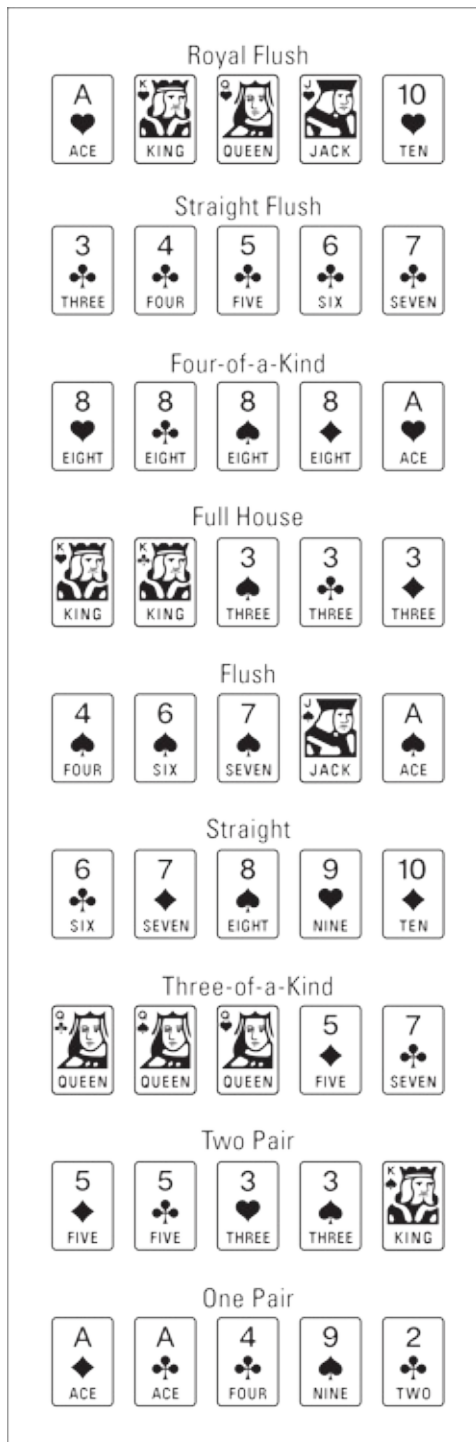 Royal Flush
A K Q J 10
ACE KING QUEEN JACK TEN
Straight Flush
3 4 5 6 7
THREE FOUR FIVE SIX SEVEN
Four-of-a-Kind
8 8 8 8 A
EIGHT EIGHT EIGHT EIGHT ACE
Full House
K K 3 3 3
KING KING THREE THREE THREE
Flush
4 6 7 J A
FOUR SIX SEVEN JACK ACE
Straight
6 7 8 9 10
SIX SEVEN EIGHT NINE TEN
Three-of-a-Kind
Q Q Q 5 7
QUEEN QUEEN QUEEN FIVE SEVEN
Two Pair
5 5 3 3 K
FIVE FIVE THREE THREE KING
One Pair
A A 4 9 2
ACE ACE FOUR NINE TWO